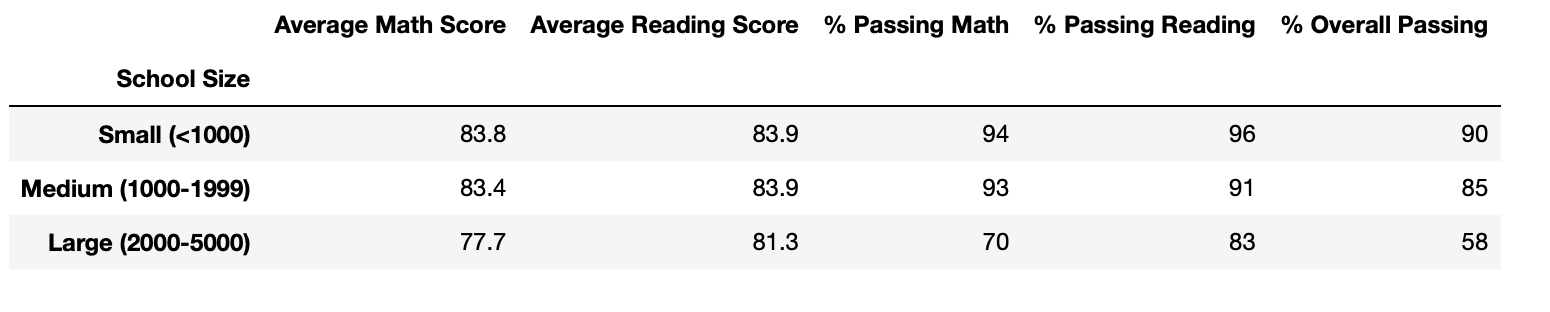 Average Math Score Average Reading Score % Passing Math % Passing Reading % Overall Passing
School Size
Small (<1000) 83.8 83.9 94 96 90
Medium (1000-1999) 83.4 83.9 93 91 85
Large (2000-5000) 77.7 81.3 70 83 58